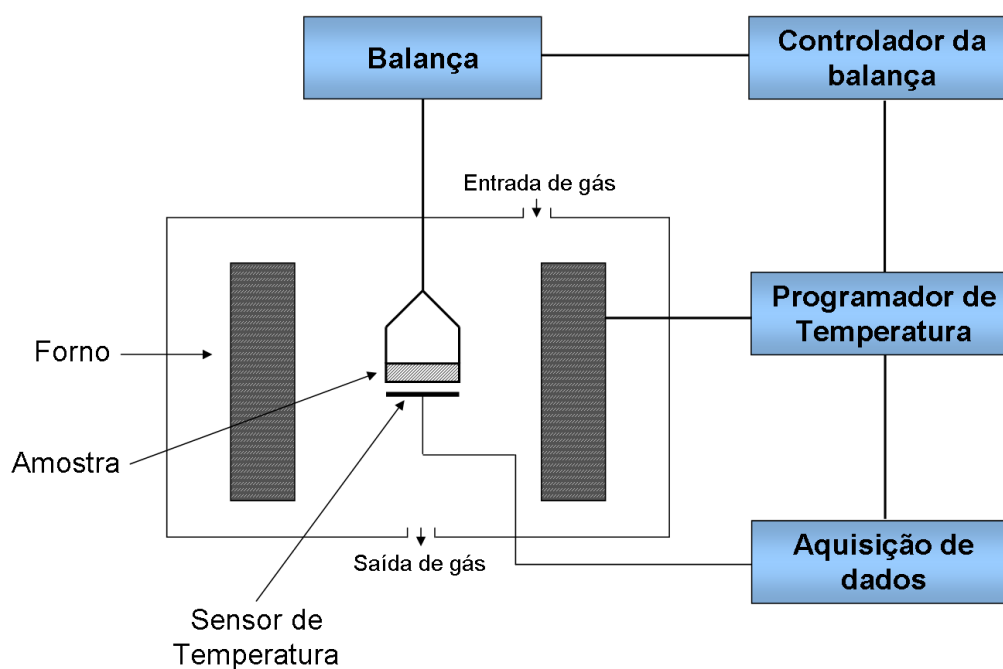 Balança
Controlador da
balança
Entrada de gás
Programador de
Temperatura
Forno
Amostra
Saída de gás
Aquisição de
dados
Sensor de
Temperatura